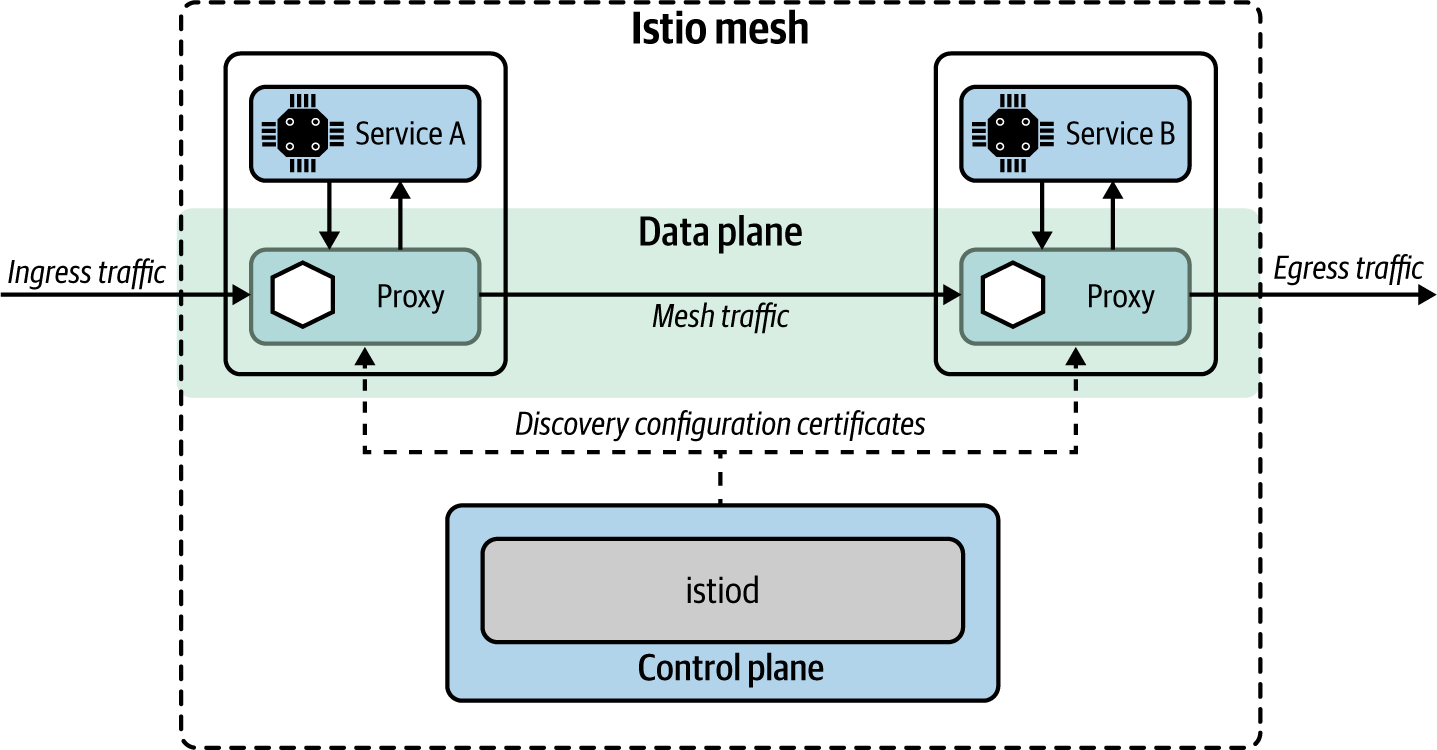 Istio mesh
Service A
Service B
Data plane
Ingress traffic
Proxy
Mesh traffic
Proxy
Egress traffic
Discovery configuration certificates
istiod
Control plane